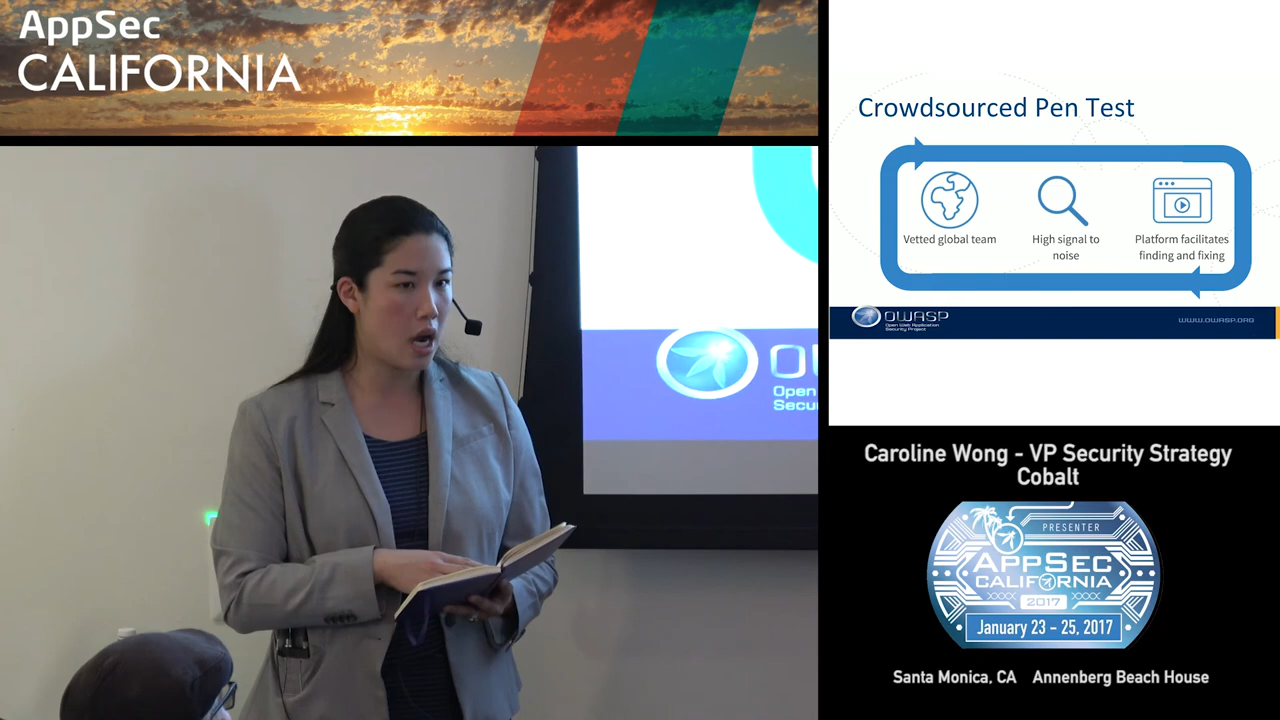 AppSec
CALIFORNIA
Crowdsourced Pen Test
Vetted global team
High signal to
noise
Platform facilitates
finding and fixing
OWASP
Open Web Application
Security Project
WWW.OWASP.ORG
Open
Secu
Caroline Wong - VP Security Strategy
Cobalt
PRESENTER
APPSEC
CALIFORNIA
2017
January 23 - 25, 2017
Santa Monica, CA Annenberg Beach House